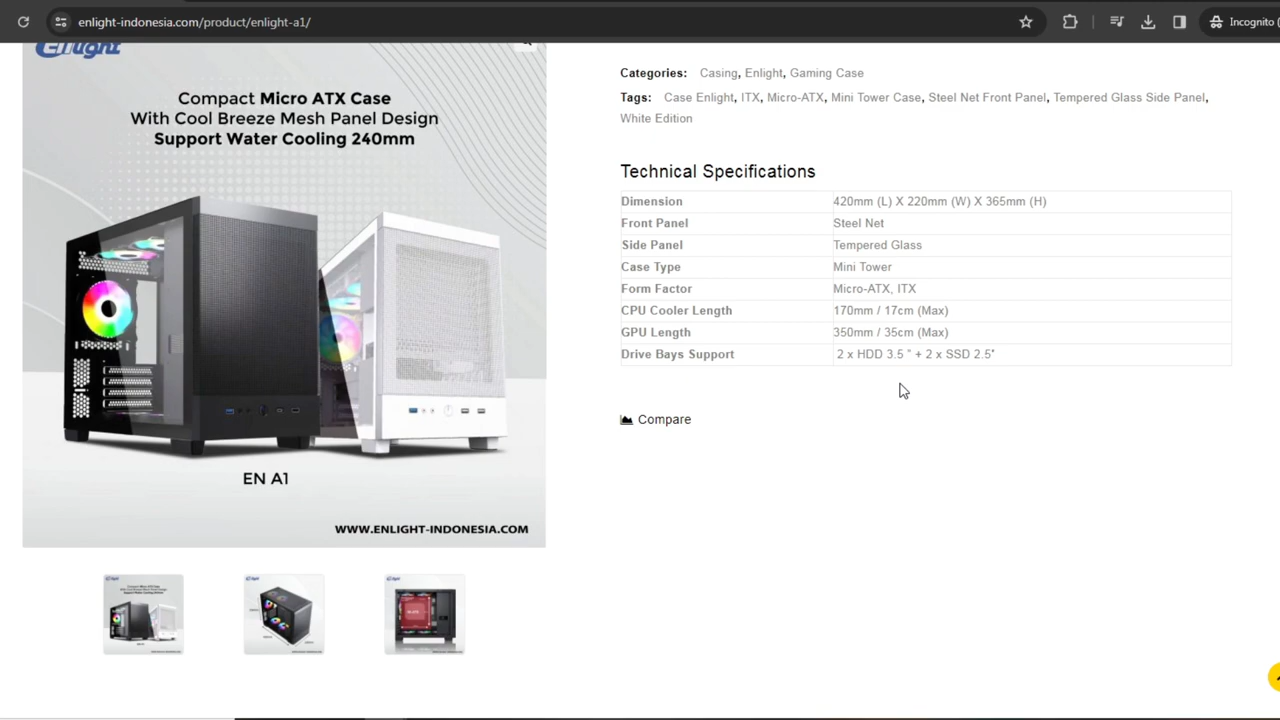 enlight-indonesia.com/product/enlight-a1/
Incognito
Enlight
Compact Micro ATX Case
With Cool Breeze Mesh Panel Design
Support Water Cooling 240mm
EN A1
WWW.ENLIGHT-INDONESIA.COM
Categories: Casing, Enlight, Gaming Case
Tags: Case Enlight, ITX, Micro-ATX, Mini Tower Case, Steel Net Front Panel, Tempered Glass Side Panel,
White Edition
Technical Specifications
Dimension 420mm (L) X 220mm (W) X 365mm (H)
Front Panel Steel Net
Side Panel Tempered Glass
Case Type Mini Tower
Form Factor Micro-ATX, ITX
CPU Cooler Length 170mm / 17cm (Max)
GPU Length 350mm / 35cm (Max)
Drive Bays Support 2 x HDD 3.5 " + 2 x SSD 2.5"
Compare